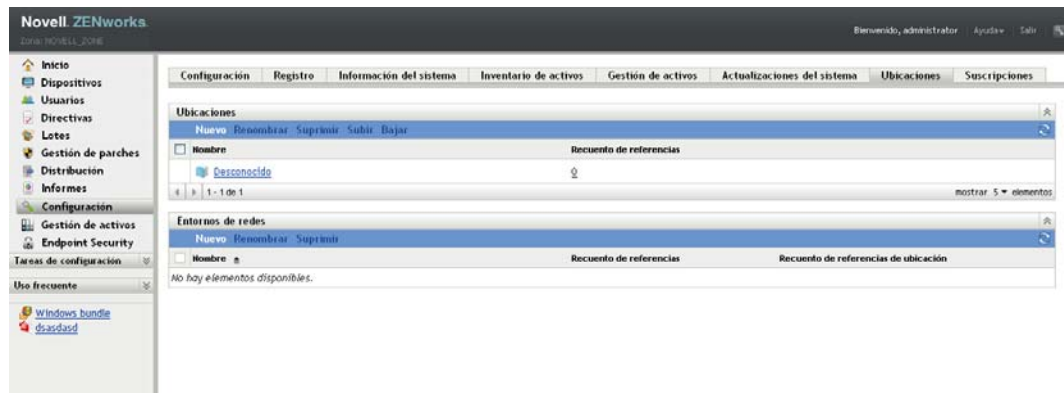 Novell ZENworks
Zona: NOVELL_ZONE
Bienvenido, administrator Ayuda Salir
Inicio
Dispositivos
Usuarios
Directivas
Lotes
Gestión de parches
Distribución
Informes
Configuración
Gestión de activos
Endpoint Security
Tareas de configuración
Uso frecuente
Windows bundle
dsasdasd
Configuración Registro Información del sistema Inventario de activos Gestión de activos Actualizaciones del sistema Ubicaciones Suscripciones
Ubicaciones
Nuevo Renombrar Suprimir Subir Bajar
Nombre Recuento de referencias
Desconocido 0
1 - 1 de 1 mostrar 5 elementos
Entornos de redes
Nuevo Renombrar Suprimir
Nombre Recuento de referencias Recuento de referencias de ubicación
No hay elementos disponibles.